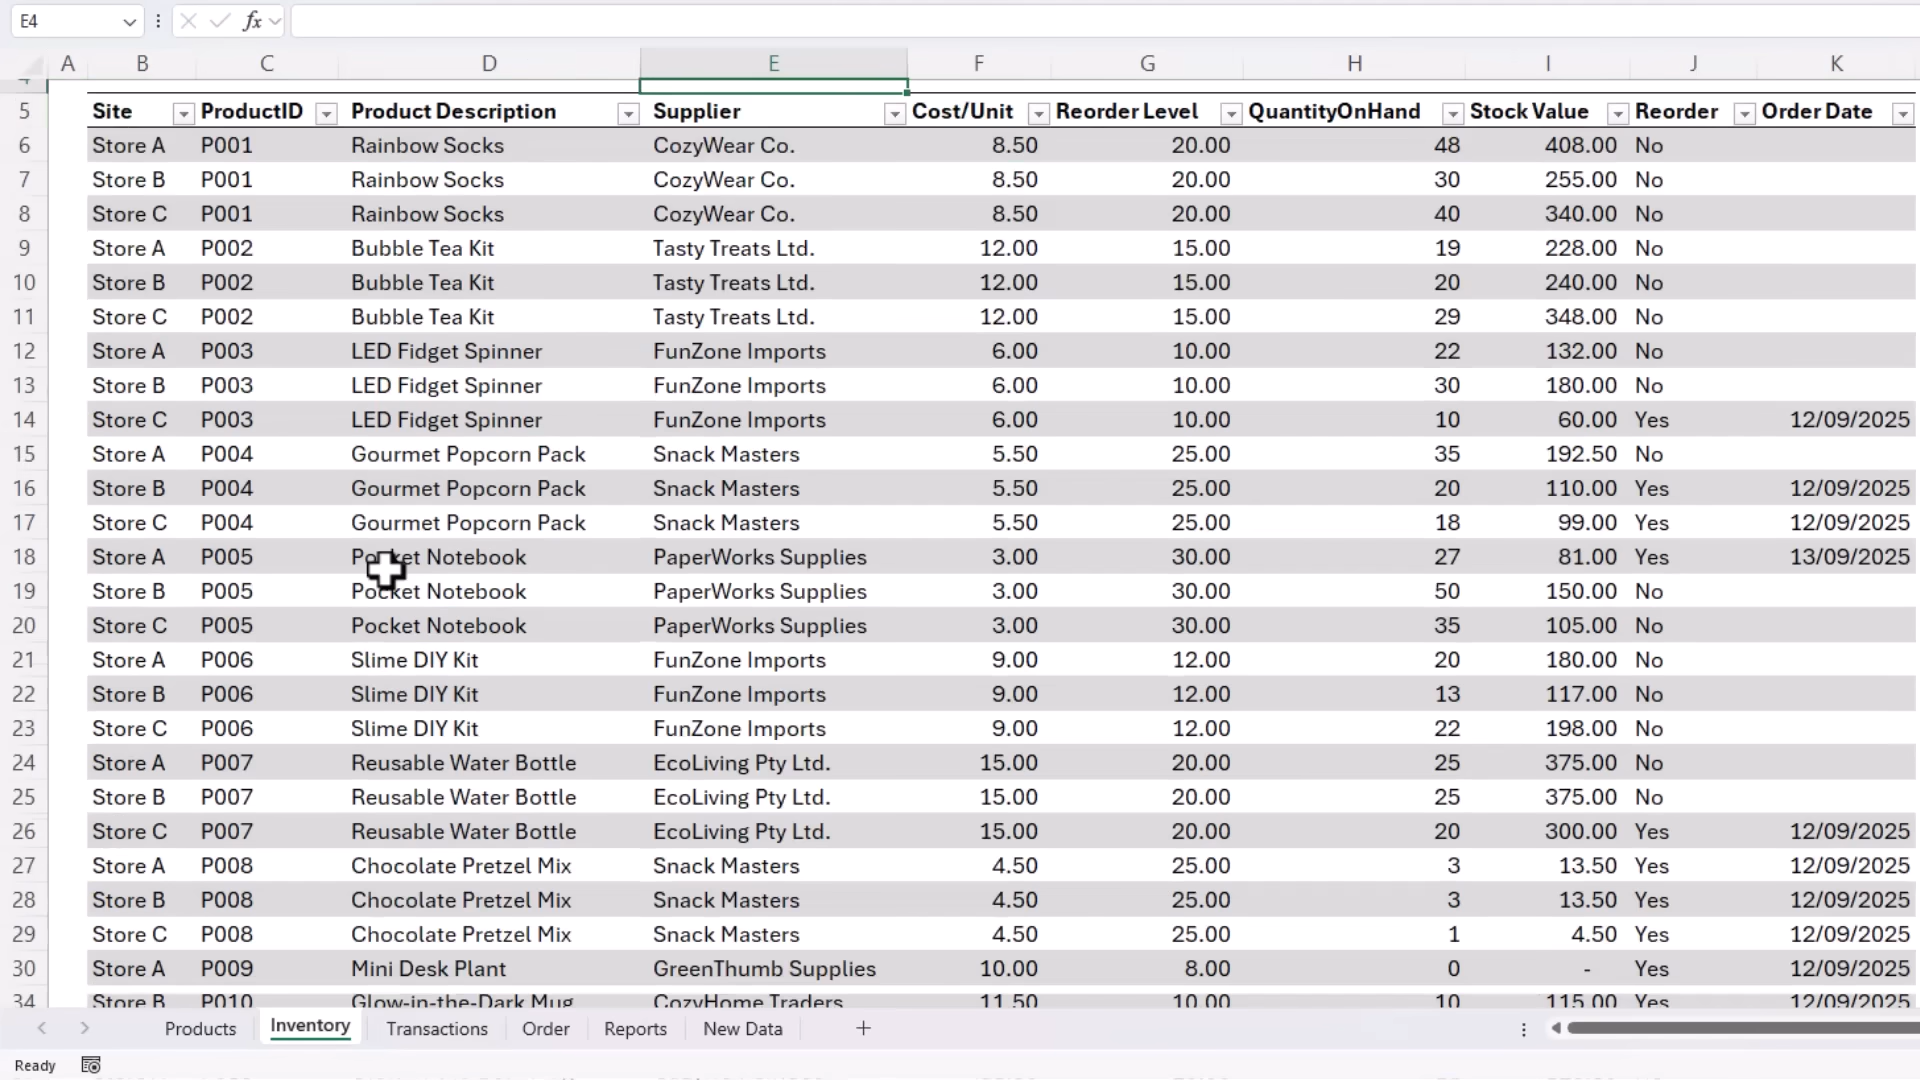 E4 fx
A B C D E F G H I J K
5 Site ProductID Product Description Supplier Cost/Unit Reorder Level QuantityOnHand Stock Value Reorder Order Date
6 Store A P001 Rainbow Socks CozyWear Co. 8.50 20.00 48 408.00 No
7 Store B P001 Rainbow Socks CozyWear Co. 8.50 20.00 30 255.00 No
8 Store C P001 Rainbow Socks CozyWear Co. 8.50 20.00 40 340.00 No
9 Store A P002 Bubble Tea Kit Tasty Treats Ltd. 12.00 15.00 19 228.00 No
10 Store B P002 Bubble Tea Kit Tasty Treats Ltd. 12.00 15.00 20 240.00 No
11 Store C P002 Bubble Tea Kit Tasty Treats Ltd. 12.00 15.00 29 348.00 No
12 Store A P003 LED Fidget Spinner FunZone Imports 6.00 10.00 22 132.00 No
13 Store B P003 LED Fidget Spinner FunZone Imports 6.00 10.00 30 180.00 No
14 Store C P003 LED Fidget Spinner FunZone Imports 6.00 10.00 10 60.00 Yes 12/09/2025
15 Store A P004 Gourmet Popcorn Pack Snack Masters 5.50 25.00 35 192.50 No
16 Store B P004 Gourmet Popcorn Pack Snack Masters 5.50 25.00 20 110.00 Yes 12/09/2025
17 Store C P004 Gourmet Popcorn Pack Snack Masters 5.50 25.00 18 99.00 Yes 12/09/2025
18 Store A P005 Pocket Notebook PaperWorks Supplies 3.00 30.00 27 81.00 Yes 13/09/2025
19 Store B P005 Pocket Notebook PaperWorks Supplies 3.00 30.00 50 150.00 No
20 Store C P005 Pocket Notebook PaperWorks Supplies 3.00 30.00 35 105.00 No
21 Store A P006 Slime DIY Kit FunZone Imports 9.00 12.00 20 180.00 No
22 Store B P006 Slime DIY Kit FunZone Imports 9.00 12.00 13 117.00 No
23 Store C P006 Slime DIY Kit FunZone Imports 9.00 12.00 22 198.00 No
24 Store A P007 Reusable Water Bottle EcoLiving Pty Ltd. 15.00 20.00 25 375.00 No
25 Store B P007 Reusable Water Bottle EcoLiving Pty Ltd. 15.00 20.00 25 375.00 No
26 Store C P007 Reusable Water Bottle EcoLiving Pty Ltd. 15.00 20.00 20 300.00 Yes 12/09/2025
27 Store A P008 Chocolate Pretzel Mix Snack Masters 4.50 25.00 3 13.50 Yes 12/09/2025
28 Store B P008 Chocolate Pretzel Mix Snack Masters 4.50 25.00 3 13.50 Yes 12/09/2025
29 Store C P008 Chocolate Pretzel Mix Snack Masters 4.50 25.00 1 4.50 Yes 12/09/2025
30 Store A P009 Mini Desk Plant GreenThumb Supplies 10.00 8.00 0 - Yes 12/09/2025
34 Store B P010 Glow-in-the-Dark Mug CozyHome Traders 11.50 10.00 10 115.00 Yes 12/09/2025
Products Inventory Transactions Order Reports New Data +
Ready